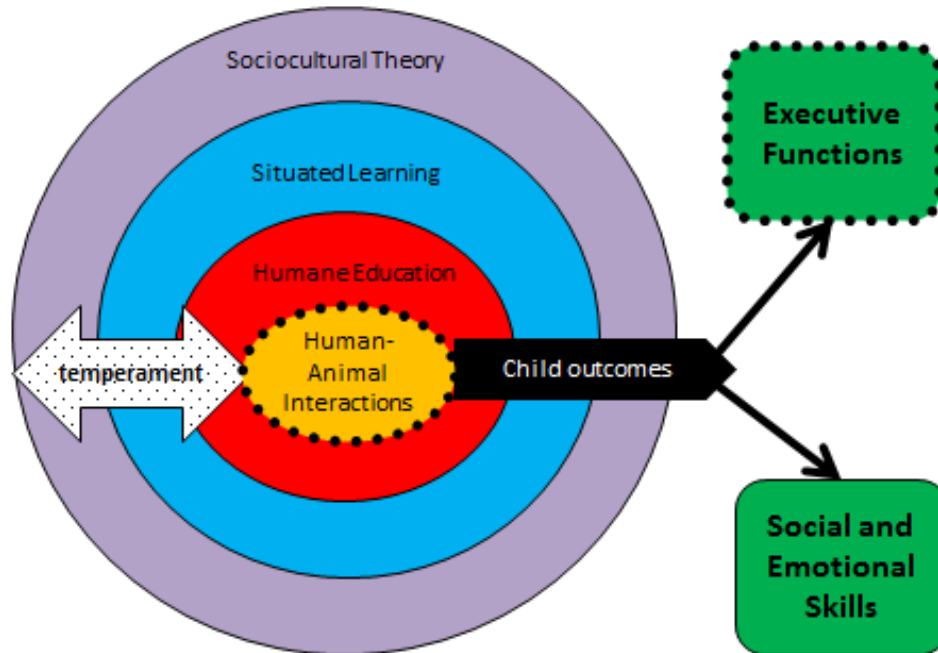 Sociocultural Theory
Situated Learning
Humane Education
Human-
Animal
Interactions
temperament
Child outcomes
Executive
Functions
Social and
Emotional
Skills